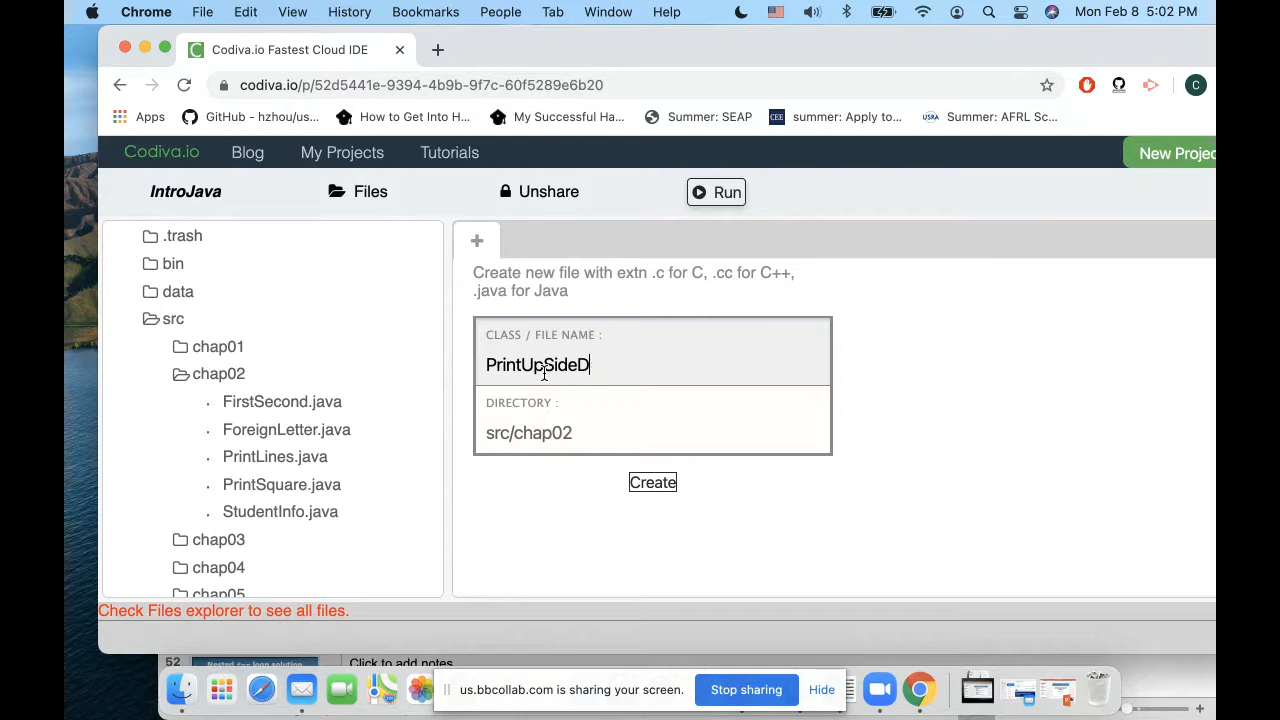 Chrome File Edit View History Bookmarks People Tab Window Help Mon Feb 8 5:02 PM
Codiva.io Fastest Cloud IDE
codiva.io/p/52d5441e-9394-4b9b-9f7c-60f5289e6b20
Apps GitHub - hzhou/us... How to Get Into H... My Successful Ha... Summer: SEAP summer: Apply to... Summer: AFRL Sc...
Codiva.io Blog My Projects Tutorials New Projec
IntroJava Files Unshare Run
.trash
bin
data
src
chap01
chap02
FirstSecond.java
ForeignLetter.java
PrintLines.java
PrintSquare.java
StudentInfo.java
chap03
chap04
chap05
Create new file with extn .c for C, .cc for C++,
.java for Java
CLASS / FILE NAME :
PrintUpSideD
DIRECTORY :
src/chap02
Create
Check Files explorer to see all files.
52 Nested for loop solution Click to add notes
us.bbcollab.com is sharing your screen. Stop sharing Hide